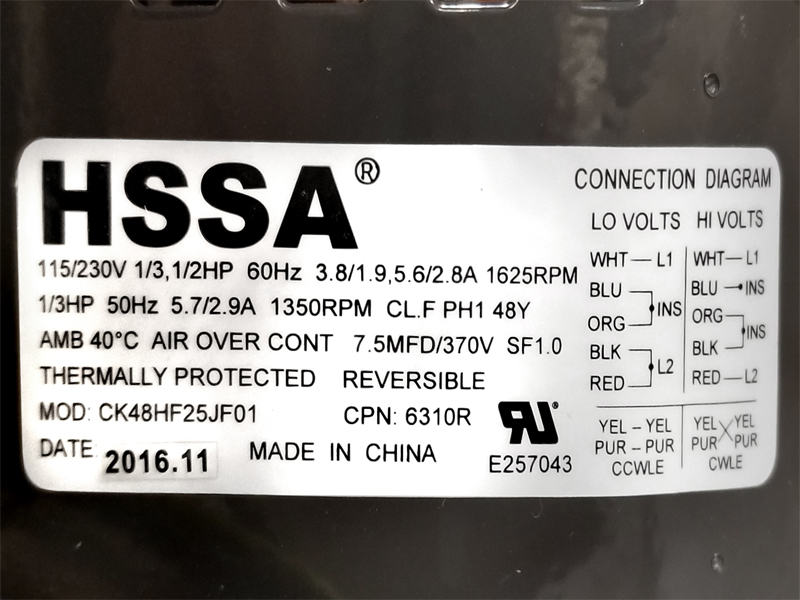 HSSA®
115/230V 1/3,1/2HP 60Hz 3.8/1.9,5.6/2.8A 1625RPM
1/3HP 50Hz 5.7/2.9A 1350RPM CL.F PH1 48Y
AMB 40°C AIR OVER CONT 7.5MFD/370V SF1.0
THERMALLY PROTECTED REVERSIBLE
MOD: CK48HF25JF01 CPN: 6310R
DATE 2016.11 MADE IN CHINA
RU®
E257043
CONNECTION DIAGRAM
LO VOLTS
WHT L1
BLU
INS
ORG
BLK
L2
RED
YEL - YEL
PUR - PUR
CCWLE
HI VOLTS
WHT L1
BLU INS
ORG
INS
BLK
RED L2
YEL YEL
PUR PUR
CWLE